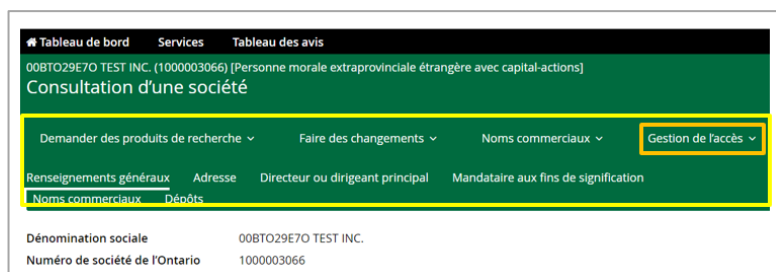 Tableau de bord Services Tableau des avis
00BTO29E7O TEST INC. (1000003066) [Personne morale extraprovinciale étrangère avec capital-actions]
Consultation d'une société
Demander des produits de recherche Faire des changements Noms commerciaux Gestion de l'accès
Renseignements généraux Adresse Directeur ou dirigeant principal Mandataire aux fins de signification
Noms commerciaux Dépôts
Dénomination sociale 00BTO29E7O TEST INC.
Numéro de société de l'Ontario 1000003066